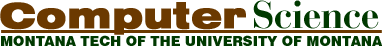 Computer Science
MONTANA TECH OF THE UNIVERSITY OF MONTANA